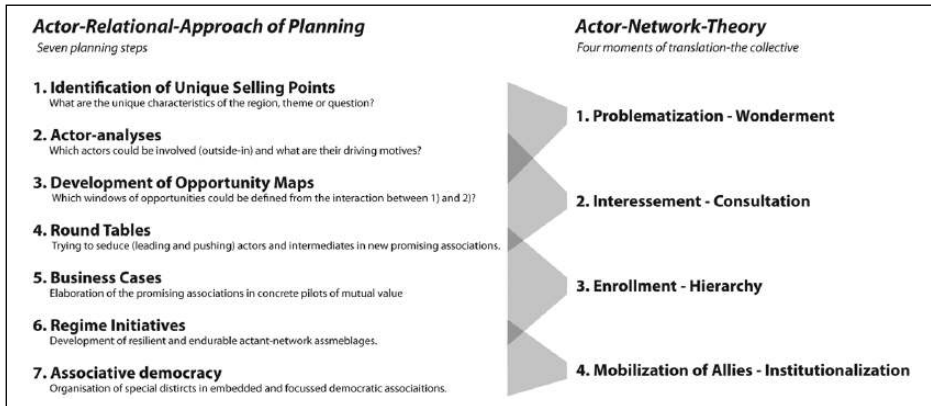 Actor-Relational-Approach of Planning
Seven planning steps
1. Identification of Unique Selling Points
What are the unique characteristics of the region, theme or question?
2. Actor-analyses
Which actors could be involved (outside-in) and what are their driving motives?
3. Development of Opportunity Maps
Which windows of opportunities could be defined from the interaction between 1) and 2)?
4. Round Tables
Trying to seduce (leading and pushing) actors and intermediates in new promising associations.
5. Business Cases
Elaboration of the promising associations in concrete pilots of mutual value
6. Regime Initiatives
Development of resilient and endurable actant-network assmeblages.
7. Associative democracy
Organisation of special distircts in embedded and focussed democratic associaitions.
Actor-Network-Theory
Four moments of translation-the collective
1. Problematization - Wonderment
2. Interessement - Consultation
3. Enrollment - Hierarchy
4. Mobilization of Allies - Institutionalization